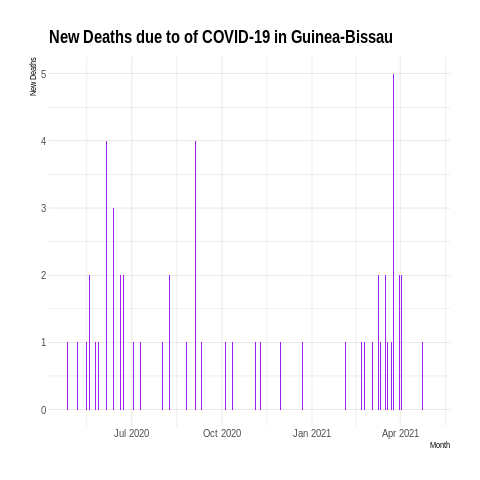 New Deaths due to of COVID-19 in Guinea-Bissau
New Deaths
5
4
3
2
1
0
Jul 2020 Oct 2020 Jan 2021 Apr 2021
Month